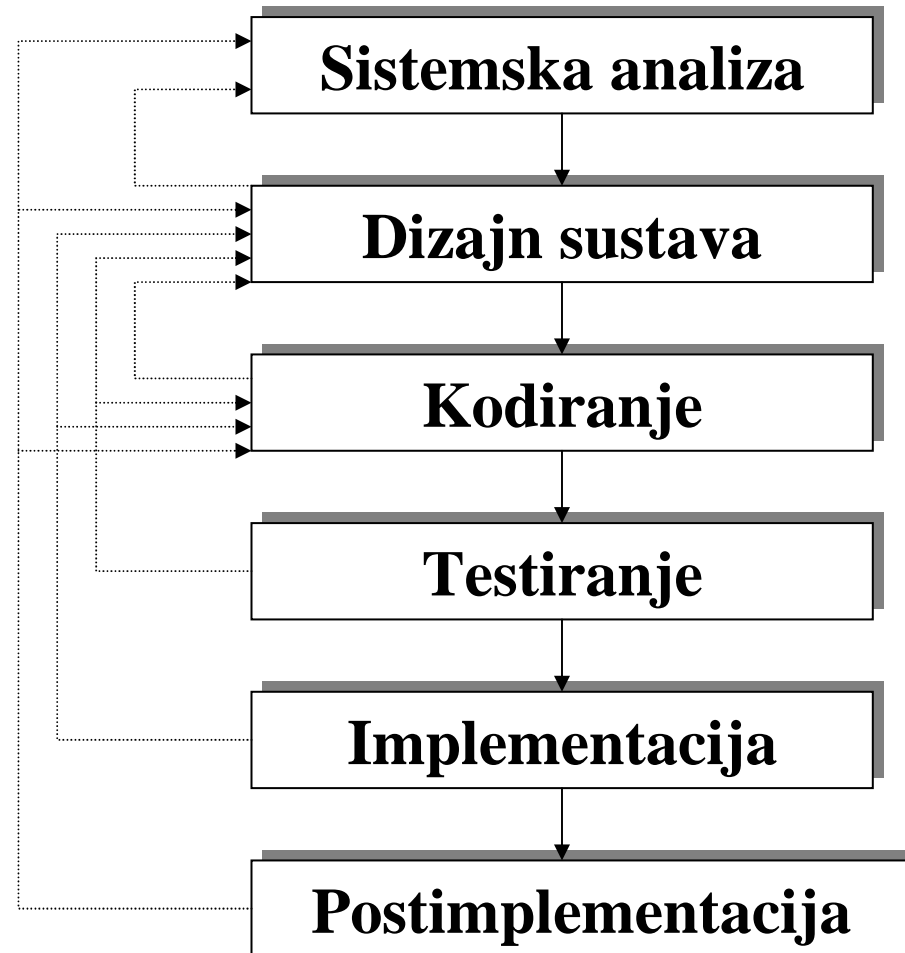 Sistemska analiza
Dizajn sustava
Kodiranje
Testiranje
Implementacija
Postimplementacija